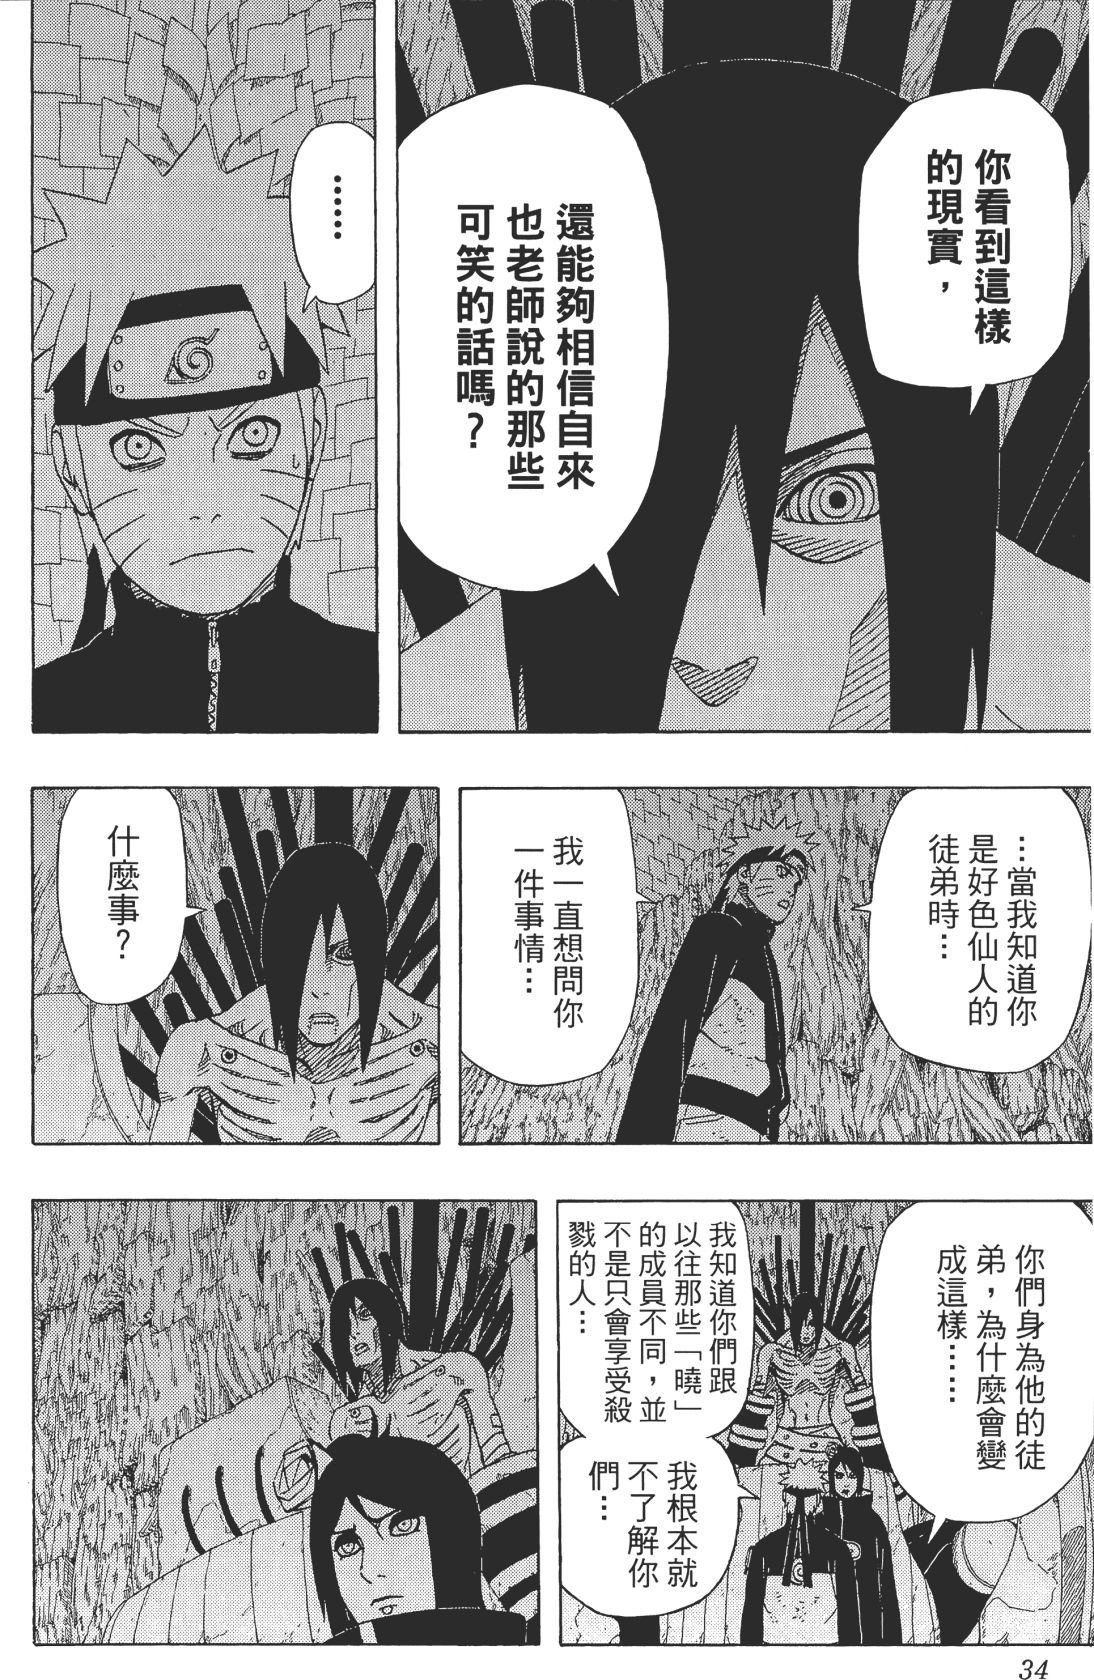 你看到這樣
的現實，
還能夠相信自來
也老師說的那些
可笑的話嗎？
……
…當我知道你
是好色仙人的
徒弟時…
我一直想問你
一件事情…
什麼事？
你們身為他的徒
弟，為什麼會變
成這樣……
我知道你們跟
以往那些「曉」
的成員不同，並
不是只會享受殺
戮的人…
我根本就
不了解你
們…
34